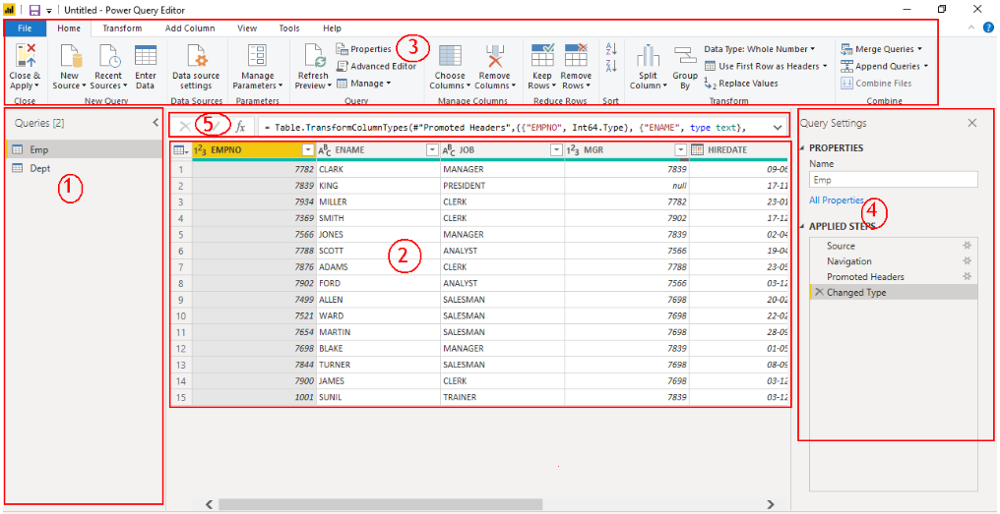 Untitled - Power Query Editor
File Home Transform Add Column View Tools Help
Close & Apply
New Source
Recent Sources
Enter Data
Data source settings
Manage Parameters
Refresh Preview
Properties
Advanced Editor
Manage
Choose Columns
Remove Columns
Keep Rows
Remove Rows
Split Column
Group By
Data Type: Whole Number
Use First Row as Headers
Replace Values
Merge Queries
Append Queries
Combine Files
Close New Query Data Sources Parameters Query Manage Columns Reduce Rows Sort Transform Combine
3
Queries [2]
Emp
Dept
1
5
fx = Table.TransformColumnTypes(#"Promoted Headers",{{"EMPNO", Int64.Type}, {"ENAME", type text},
123 EMPNO ABC ENAME ABC JOB 123 MGR HIREDATE
1 7782 CLARK MANAGER 7839 09-06
2 7839 KING PRESIDENT null 17-11
3 7934 MILLER CLERK 7782 23-01
4 7369 SMITH CLERK 7902 17-12
5 7566 JONES MANAGER 7839 02-04
6 7788 SCOTT ANALYST 7566 19-04
7 7876 ADAMS CLERK 7788 23-05
8 7902 FORD ANALYST 7566 03-12
9 7499 ALLEN SALESMAN 7698 20-02
10 7521 WARD SALESMAN 7698 22-02
11 7654 MARTIN SALESMAN 7698 28-09
12 7698 BLAKE MANAGER 7839 01-05
13 7844 TURNER SALESMAN 7698 08-09
14 7900 JAMES CLERK 7698 03-12
15 1001 SUNIL TRAINER 7839 03-12
2
Query Settings
PROPERTIES
Name
Emp
All Properties
4
APPLIED STEPS
Source
Navigation
Promoted Headers
Changed Type